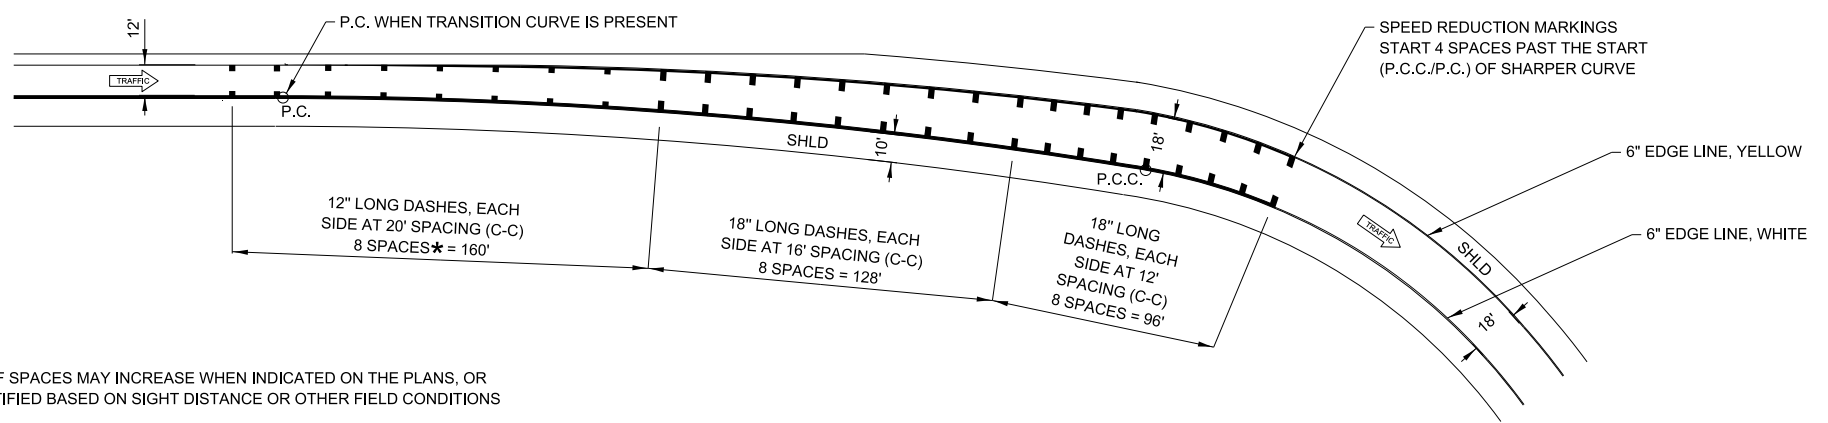 12'
P.C. WHEN TRANSITION CURVE IS PRESENT
SPEED REDUCTION MARKINGS
START 4 SPACES PAST THE START
(P.C.C./P.C.) OF SHARPER CURVE
TRAFFIC
P.C.
SHLD
10'
18'
P.C.C.
6" EDGE LINE, YELLOW
6" EDGE LINE, WHITE
12" LONG DASHES, EACH
SIDE AT 20' SPACING (C-C)
8 SPACES* = 160'
18" LONG DASHES, EACH
SIDE AT 16' SPACING (C-C)
8 SPACES = 128'
18" LONG
DASHES, EACH
SIDE AT 12'
SPACING (C-C)
8 SPACES = 96'
TRAFFIC
SHLD
18'
SPACES MAY INCREASE WHEN INDICATED ON THE PLANS, OR
BASED ON SIGHT DISTANCE OR OTHER FIELD CONDITIONS